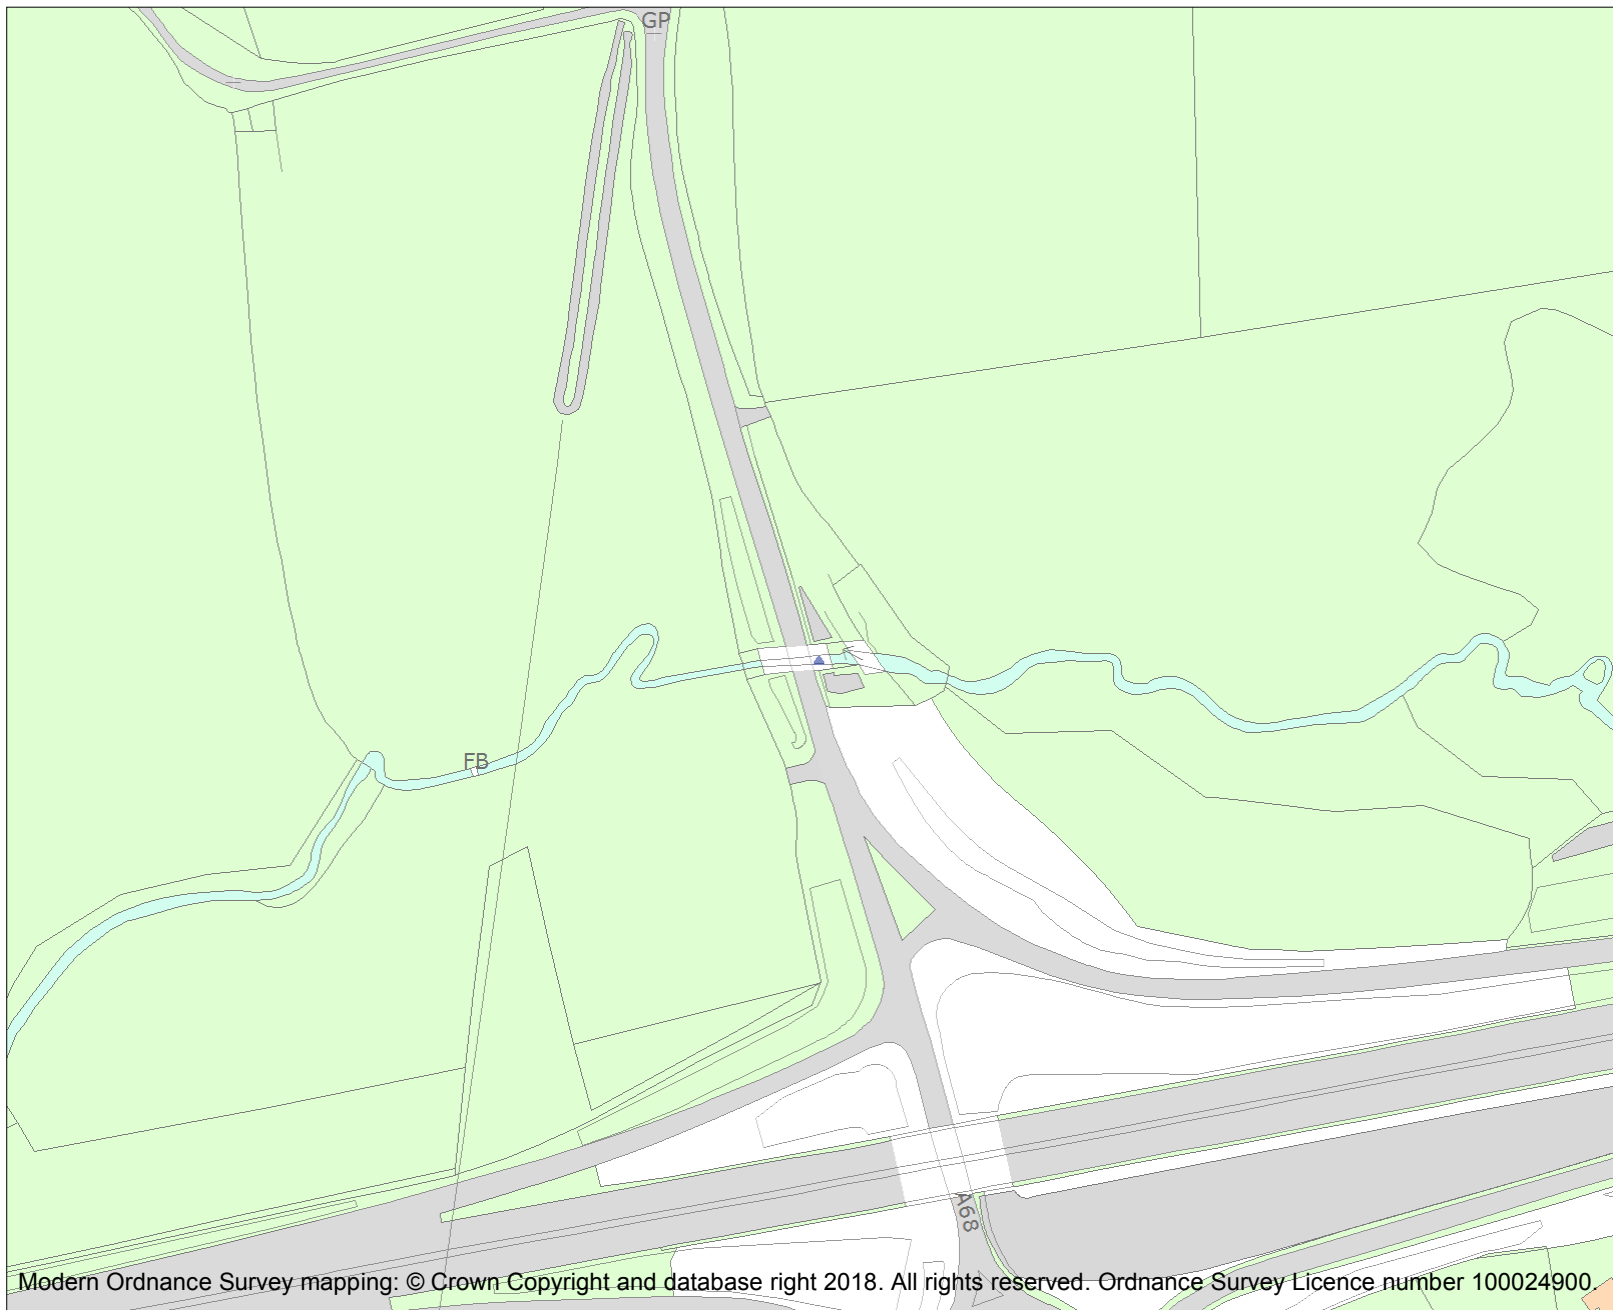 GP
FB
A68
Modern Ordnance Survey mapping: © Crown Copyright and database right 2018. All rights reserved. Ordnance Survey Licence number 100024900.